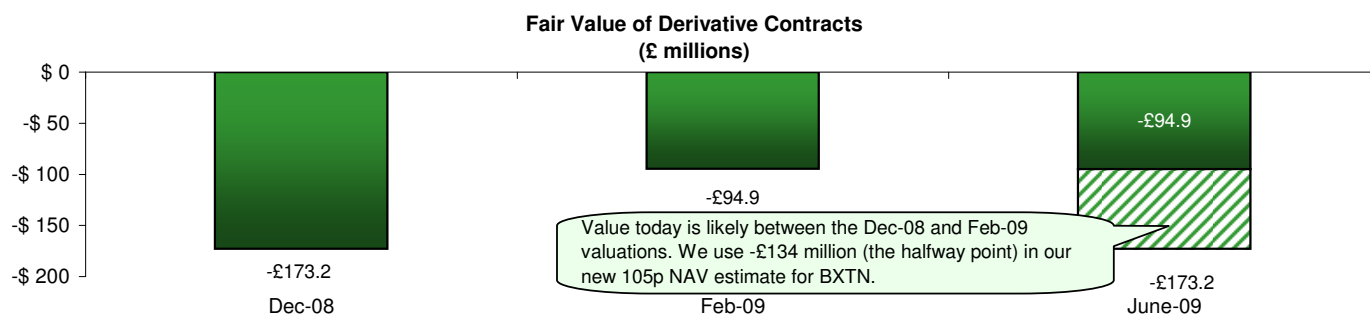 Fair Value of Derivative Contracts
(£ millions)
$ 0
-$ 50
-$ 100
-$ 150
-$ 200
-£173.2
-£94.9
-£94.9
-£173.2
Value today is likely between the Dec-08 and Feb-09
valuations. We use -£134 million (the halfway point) in our
new 105p NAV estimate for BXTN.
Dec-08
Feb-09
June-09